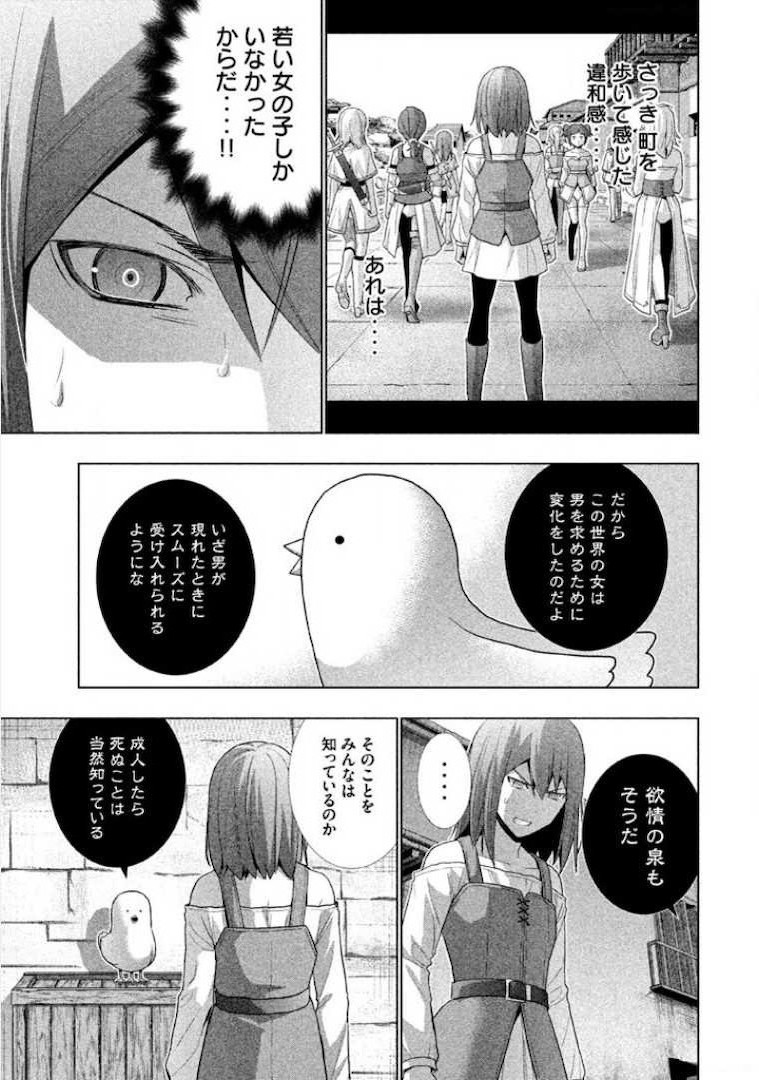 さっき 町を
歩いて感じた
違和感‥‥
あれは‥‥
若い女の子しか
いなかった
からだ‥‥!!
だから
この世界の女は
男を求めるために
変化をしたのだよ
いざ男が
現れたときに
スムーズに
受け入れられる
ようにな
欲情の泉も
そうだ
‥‥
そのことを
みんなは
知っているのか
成人したら
死ぬことは
当然知っている